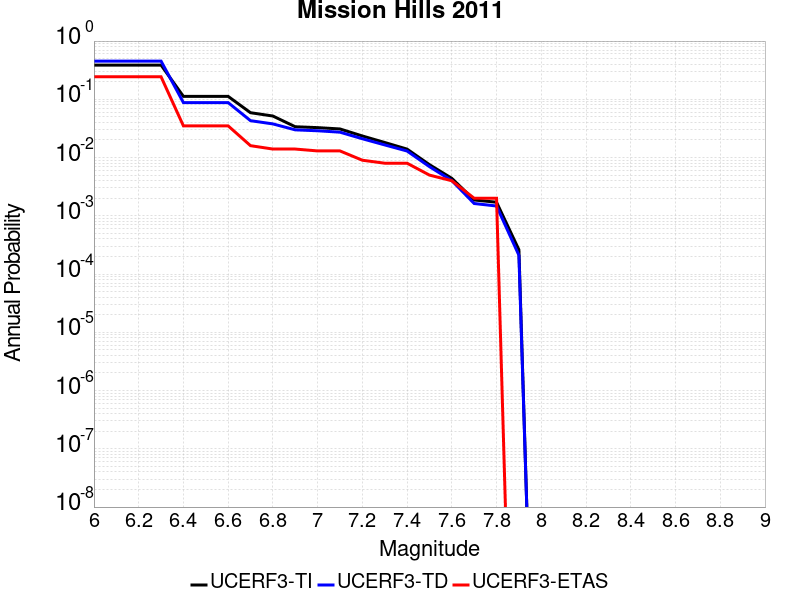 Mission Hills 2011
Annual Probability
10^0
10^-1
10^-2
10^-3
10^-4
10^-5
10^-6
10^-7
10^-8
6 6.2 6.4 6.6 6.8 7 7.2 7.4 7.6 7.8 8 8.2 8.4 8.6 8.8 9
Magnitude
UCERF3-TI UCERF3-TD UCERF3-ETAS